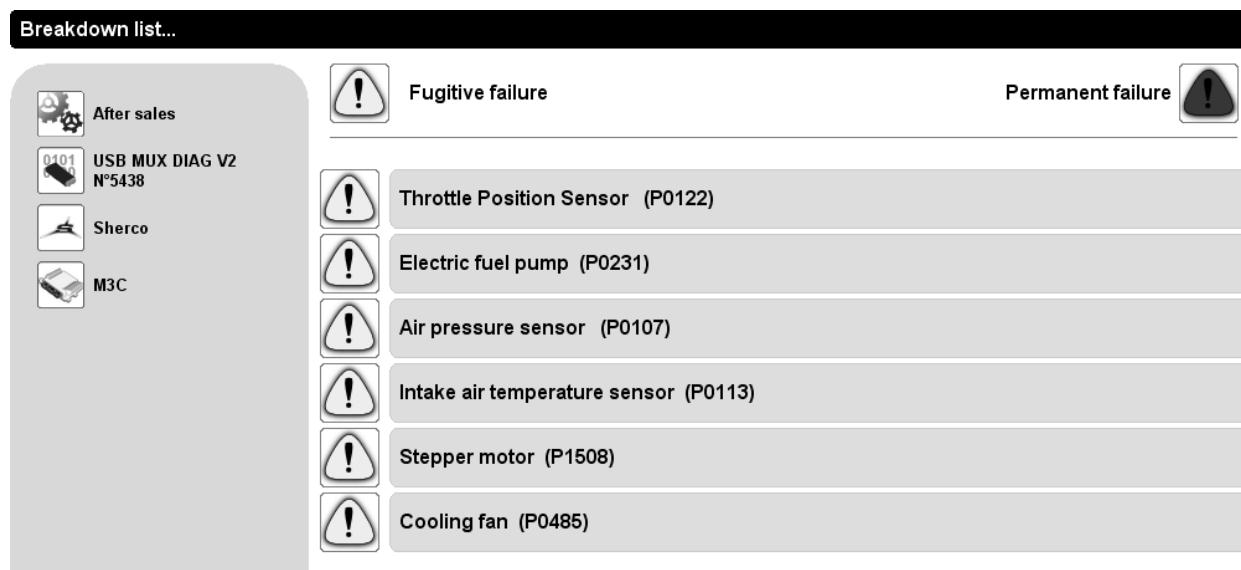 Breakdown list...
Fugitive failure
Permanent failure
After sales
USB MUX DIAG V2
N°5438
Sherco
M3C
Throttle Position Sensor (P0122)
Electric fuel pump (P0231)
Air pressure sensor (P0107)
Intake air temperature sensor (P0113)
Stepper motor (P1508)
Cooling fan (P0485)